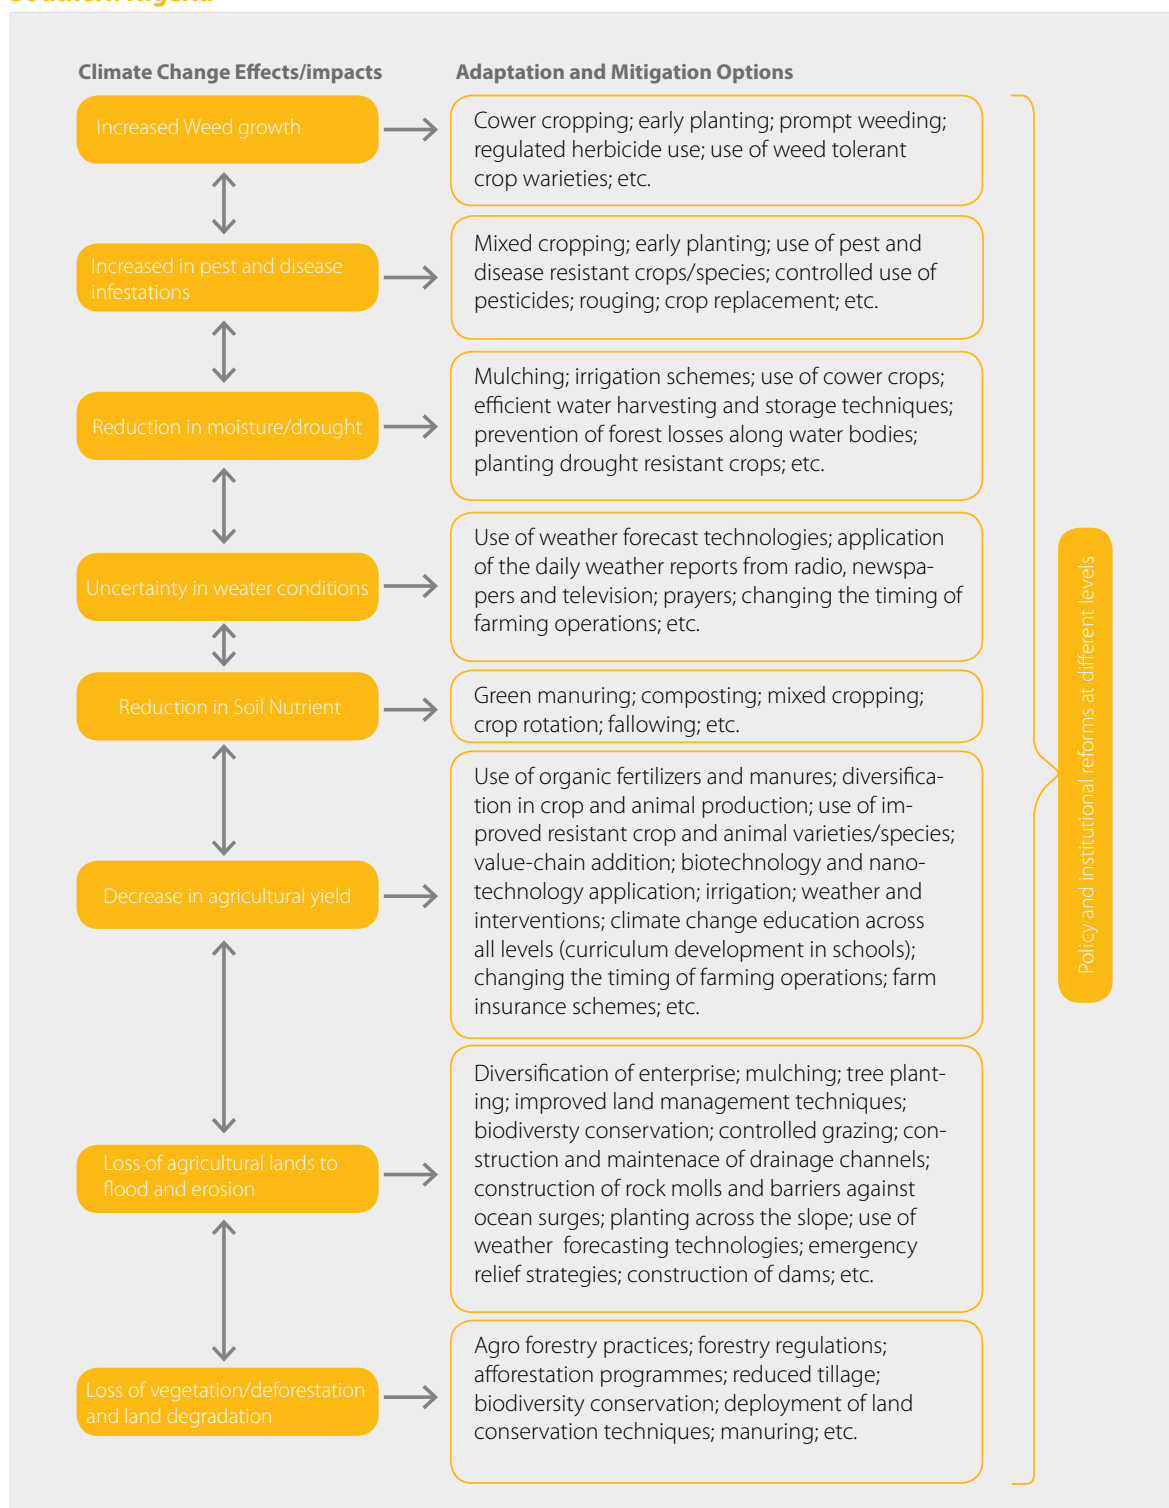 Climate Change Effects/impacts
Adaptation and Mitigation Options
Increased Weed growth
Cower cropping; early planting; prompt weeding;
regulated herbicide use; use of weed tolerant
crop warieties; etc.
Increased in pest and disease
infestations
Mixed cropping; early planting; use of pest and
disease resistant crops/species; controlled use of
pesticides; rouging; crop replacement; etc.
Reduction in moisture/drought
Mulching; irrigation schemes; use of cower crops;
efficient water harvesting and storage techniques;
prevention of forest losses along water bodies;
planting drought resistant crops; etc.
Uncertainty in weater conditions
Use of weather forecast technologies; application
of the daily weather reports from radio, newspa-
pers and television; prayers; changing the timing of
farming operations; etc.
Reduction in Soil Nutrient
Green manuring; composting; mixed cropping;
crop rotation; fallowing; etc.
Decrease in agricultural yield
Use of organic fertilizers and manures; diversifica-
tion in crop and animal production; use of im-
proved resistant crop and animal varieties/species;
value-chain addition; biotechnology and nano-
technology application; irrigation; weather and
interventions; climate change education across
all levels (curriculum development in schools);
changing the timing of farming operations; farm
insurance schemes; etc.
Loss of agricultural lands to
flood and erosion
Diversification of enterprise; mulching; tree plant-
ing; improved land management techniques;
biodiversty conservation; controlled grazing; con-
struction and maintenace of drainage channels;
construction of rock molls and barriers against
ocean surges; planting across the slope; use of
weather forecasting technologies; emergency
relief strategies; construction of dams; etc.
Loss of vegetation/deforestation
and land degradation
Agro forestry practices; forestry regulations;
afforestation programmes; reduced tillage;
biodiversity conservation; deployment of land
conservation techniques; manuring; etc.
Policy and institutional reforms at different levels